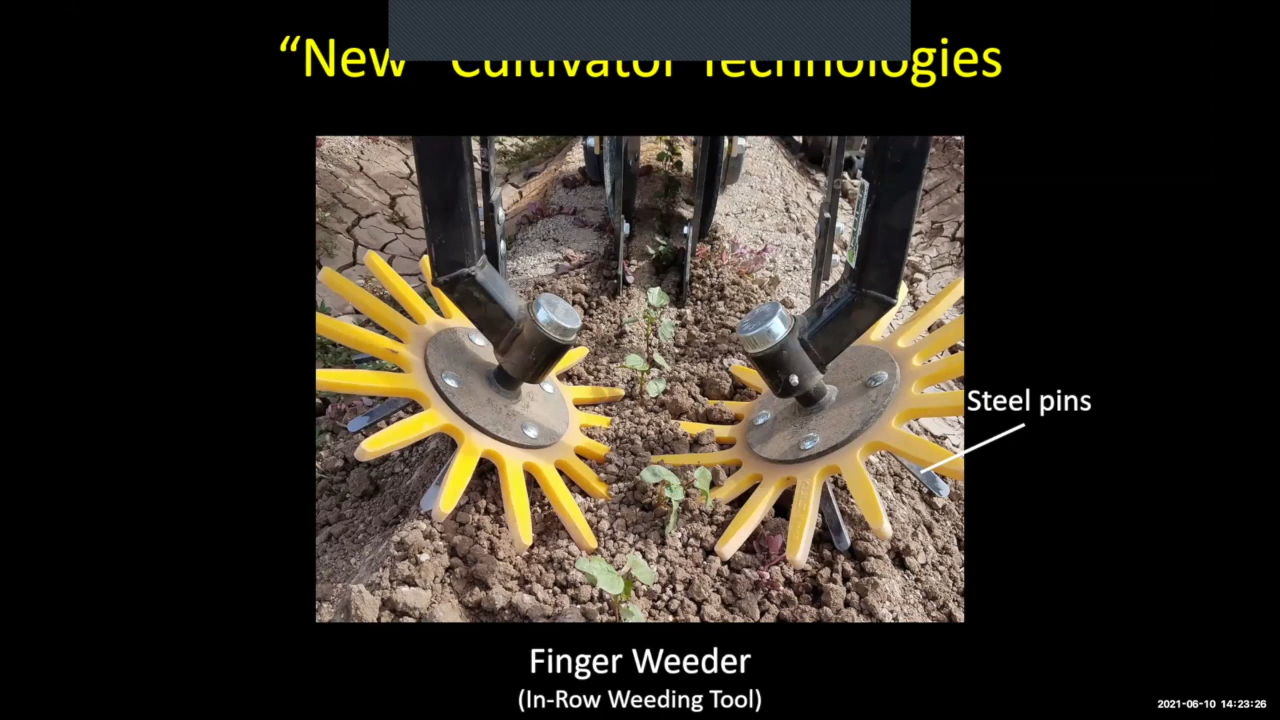 “New” Cultivator Technologies
Steel pins
Finger Weeder
(In-Row Weeding Tool)
2021-06-10 14:23:26